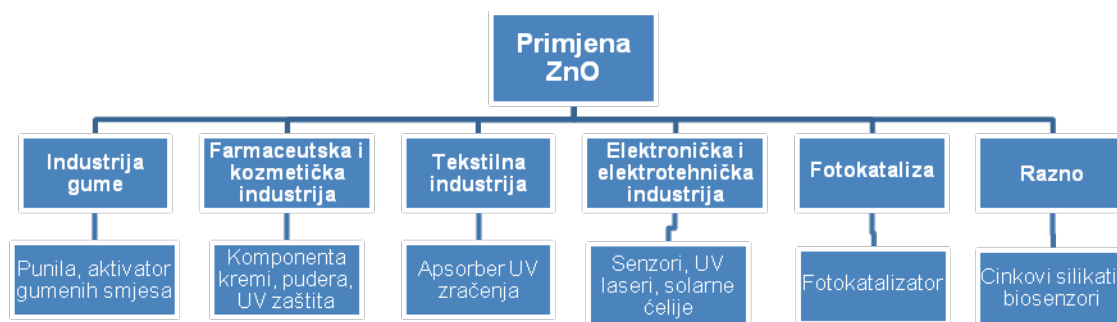 Primjena
ZnO
Industrija
gume
Farmaceutska i
kozmetička
industrija
Tekstilna
industrija
Elektronička i
elektrotehnička
industrija
Fotokataliza
Razno
Punila, aktivator
gumenih smjesa
Komponenta
kremi, pudera,
UV zaštita
Apsorber UV
zračenja
Senzori, UV
laseri, solarne
ćelije
Fotokatalizator
Cinkovi silikati
biosenzori